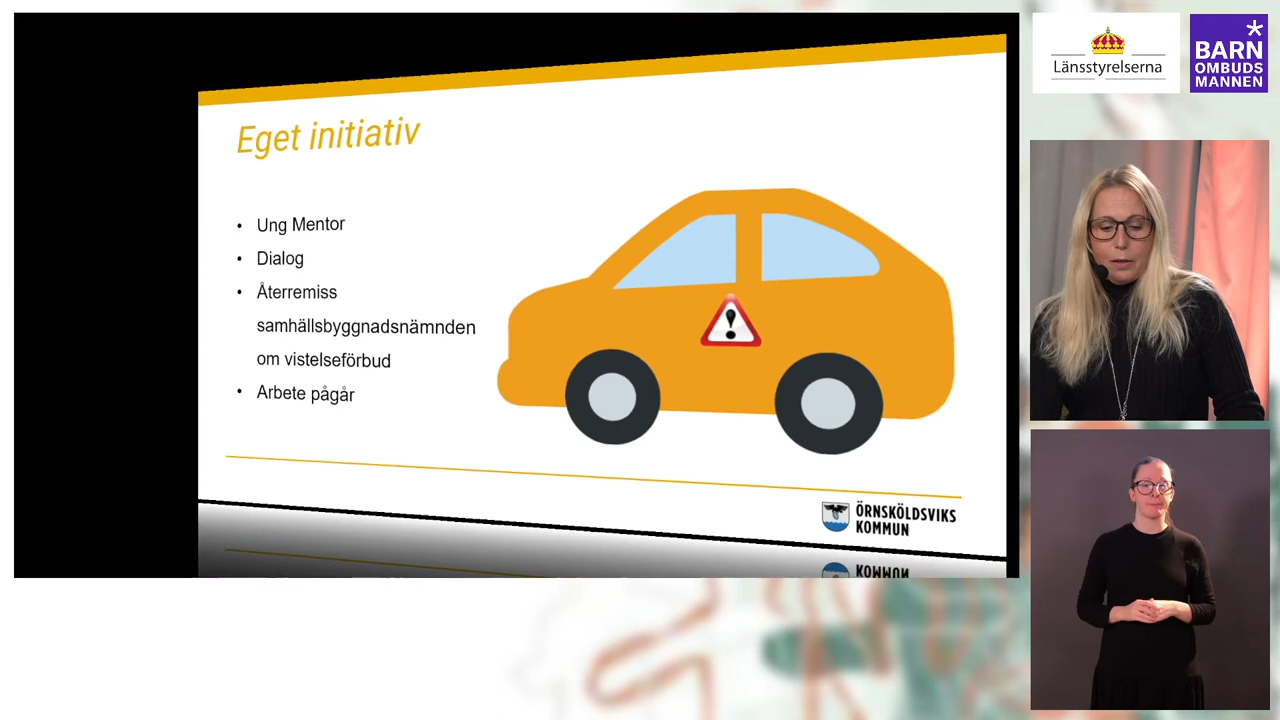 Eget initiativ
• Ung Mentor
• Dialog
• Återremiss
samhällsbyggnadsnämnden
om vistelseförbud
• Arbete pågår
ÖRNSKÖLDSVIKS
KOMMUN
KOMMUN
Länsstyrelserna
BARN
OMBUDS
MANNEN